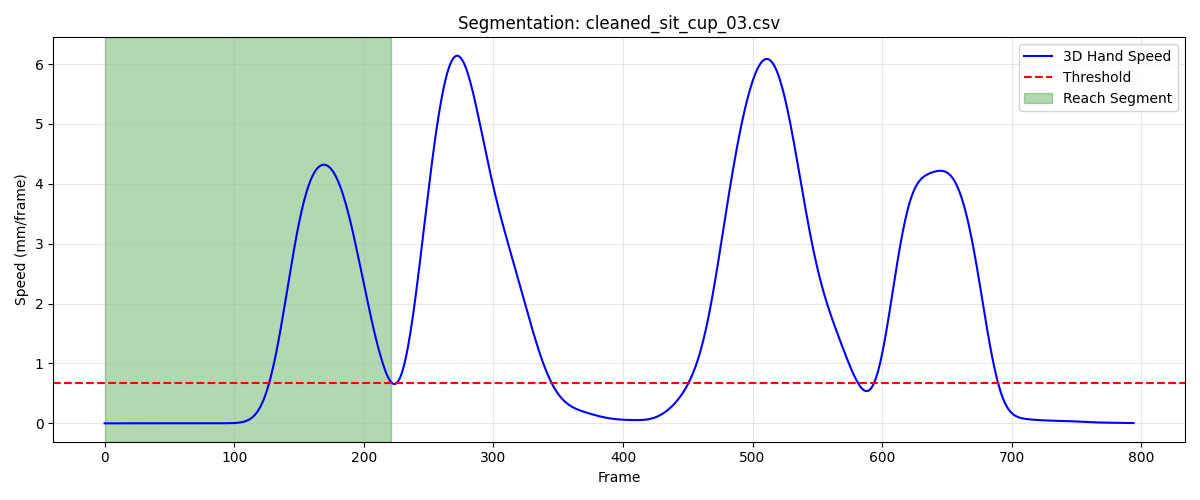 Segmentation: cleaned_sit_cup_03.csv
3D Hand Speed
Threshold
Reach Segment
Speed (mm/frame)
6
5
4
3
2
1
0
0 100 200 300 400 500 600 700 800
Frame